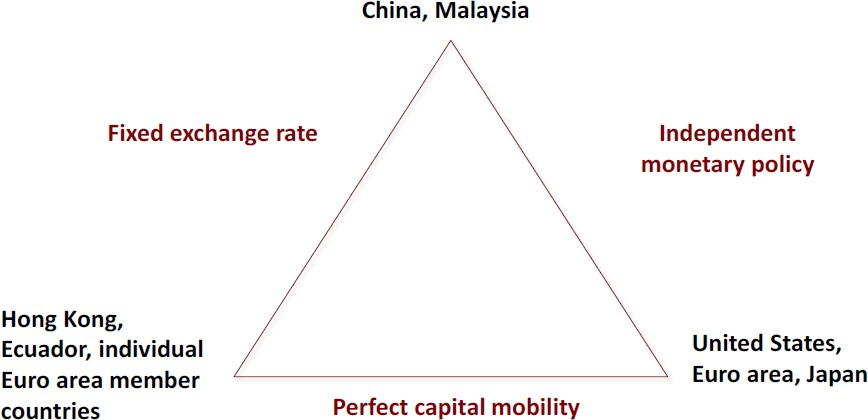 China, Malaysia
Fixed exchange rate
Independent
monetary policy
Hong Kong,
Ecuador, individual
Euro area member
countries
United States,
Euro area, Japan
Perfect capital mobility